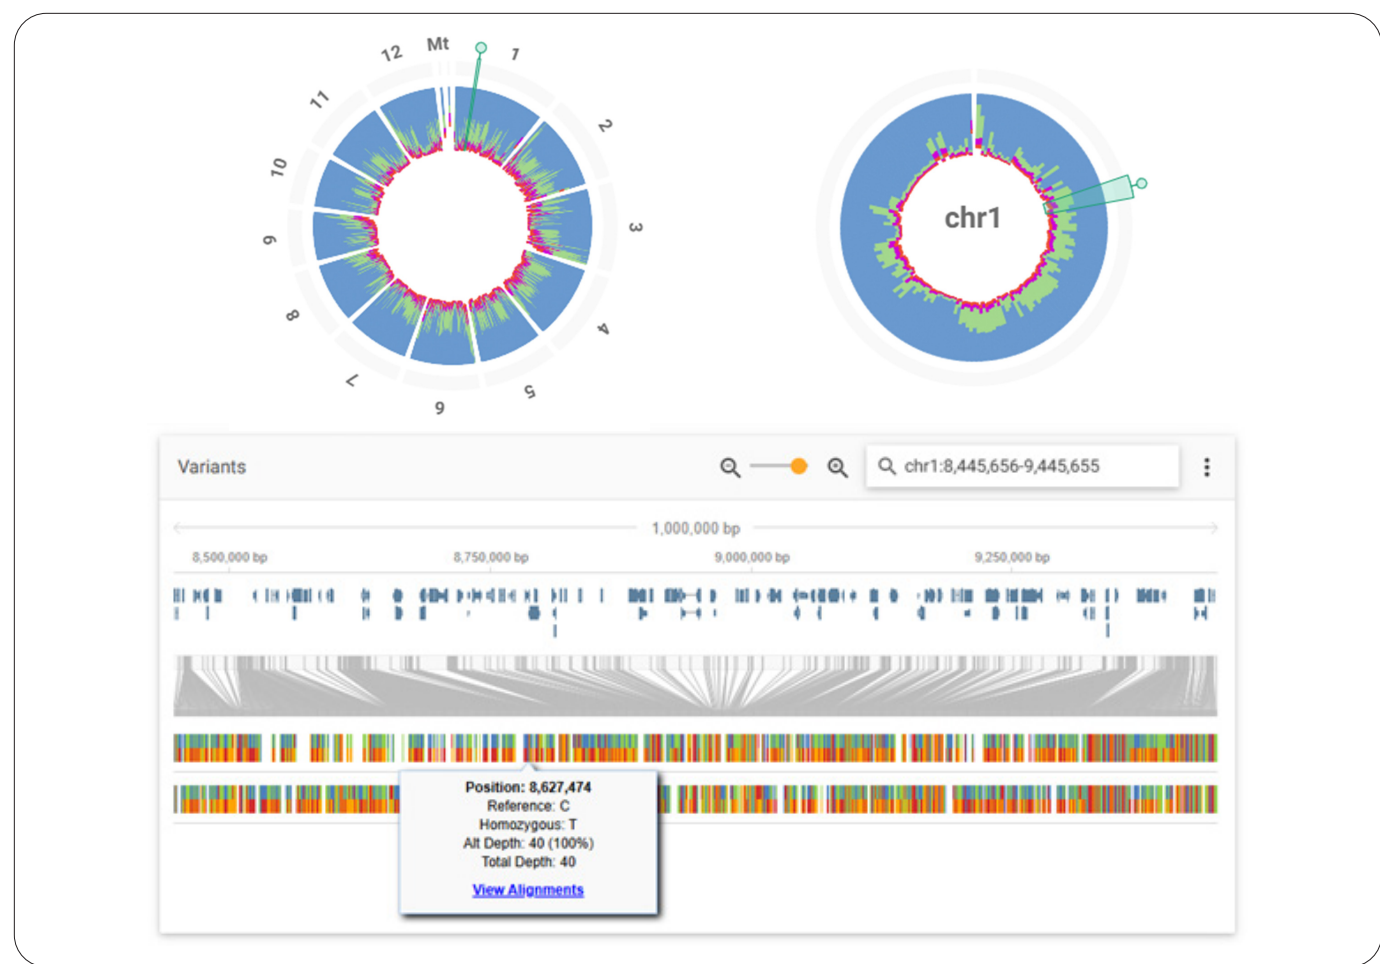 Mt
1
2
3
4
5
6
7
8
9
10
11
12
chr1
Variants
chr1:8,445,656-9,445,655
1,000,000 bp
8,500,000 bp 8,750,000 bp 9,000,000 bp 9,250,000 bp
Position: 8,627,474
Reference: C
Homozygous: T
Alt Depth: 40 (100%)
Total Depth: 40
View Alignments